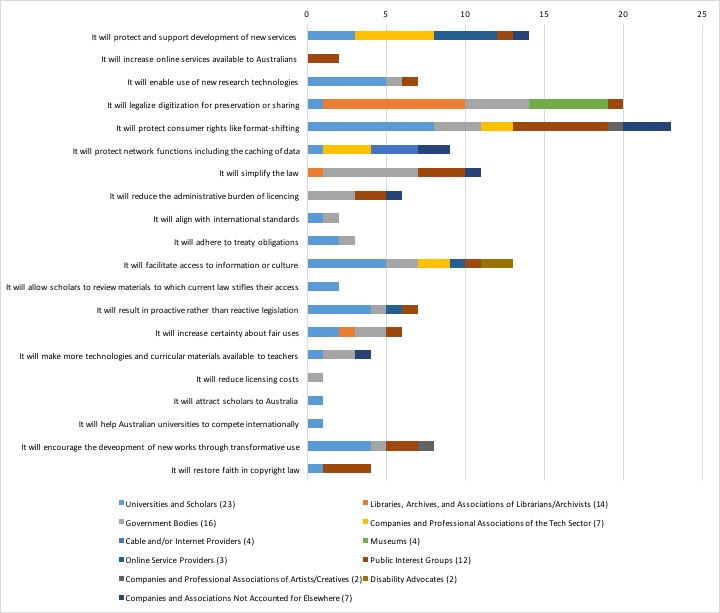 0 5 10 15 20 25
It will protect and support development of new services
It will increase online services available to Australians
It will enable use of new research technologies
It will legalize digitization for preservation or sharing
It will protect consumer rights like format-shifting
It will protect network functions including the caching of data
It will simplify the law
It will reduce the administrative burden of licencing
It will align with international standards
It will adhere to treaty obligations
It will facilitate access to information or culture
It will allow scholars to review materials to which current law stifles their access
It will result in proactive rather than reactive legislation
It will increase certainty about fair uses
It will make more technologies and curricular materials available to teachers
It will reduce licensing costs
It will attract scholars to Australia
It will help Australian universities to compete internationally
It will encourage the deveopment of new works through transformative use
It will restore faith in copyright law
Universities and Scholars (23) Libraries, Archives, and Associations of Librarians/Archivists (14)
Government Bodies (16) Companies and Professional Associations of the Tech Sector (7)
Cable and/or Internet Providers (4) Museums (4)
Online Service Providers (3) Public Interest Groups (12)
Companies and Professional Associations of Artists/Creatives (2) Disability Advocates (2)
Companies and Associations Not Accounted for Elsewhere (7)